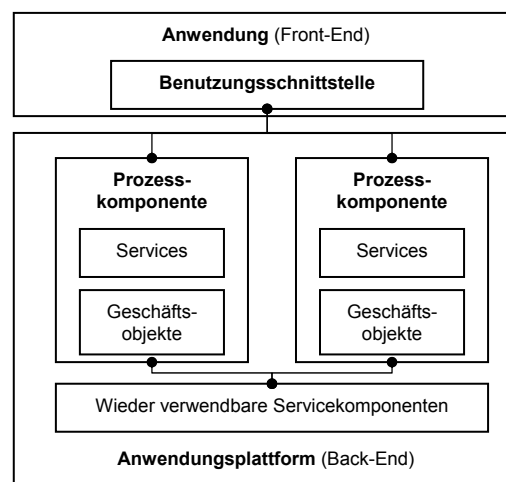 Anwendung (Front-End)
Benutzungsschnittstelle
Prozess-
komponente
Services
Geschäfts-
objekte
Prozess-
komponente
Services
Geschäfts-
objekte
Wieder verwendbare Servicekomponenten
Anwendungsplattform (Back-End)